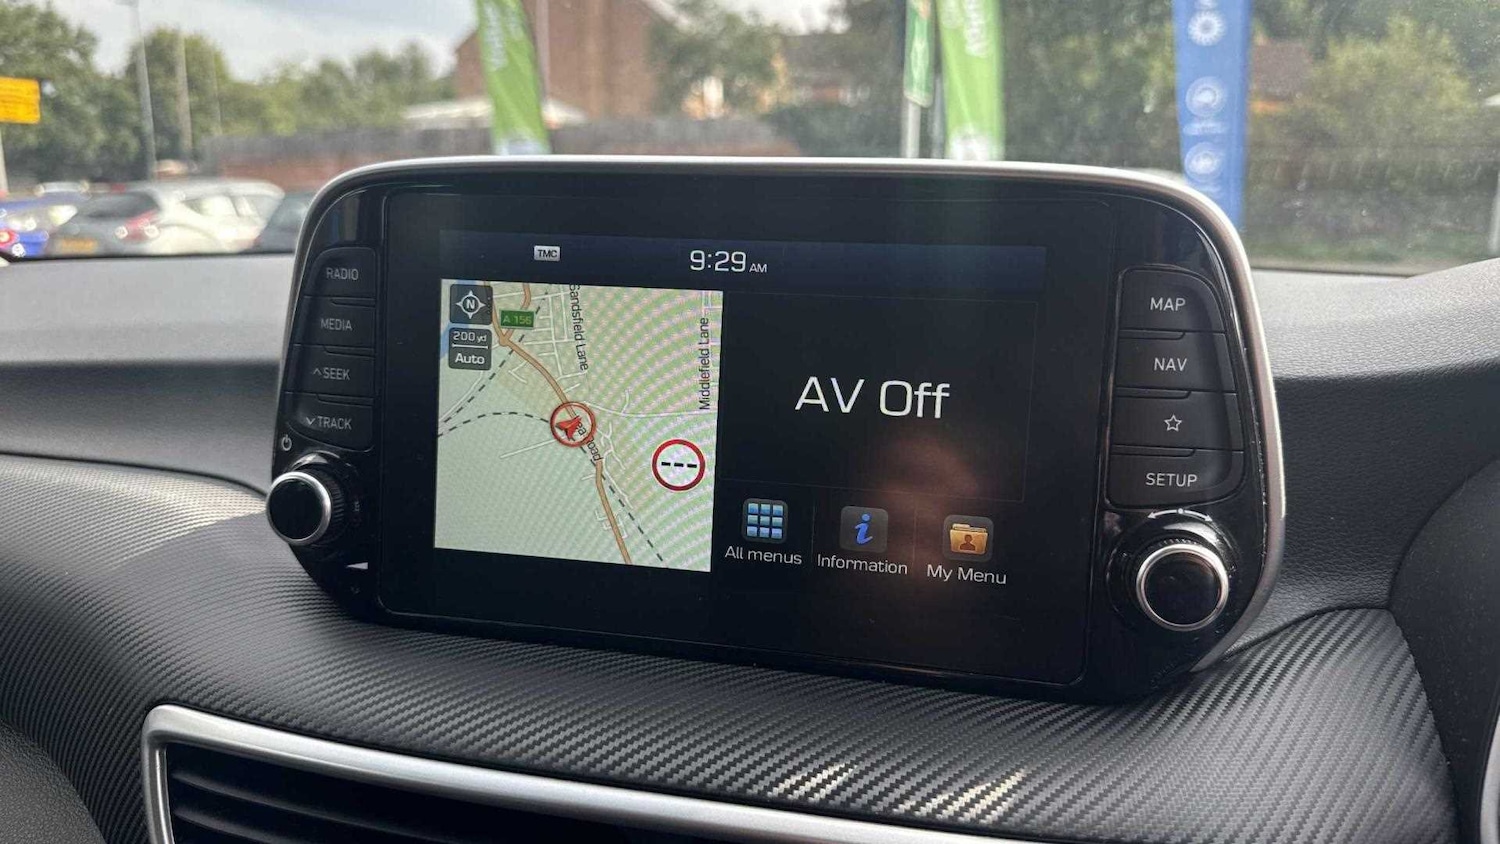 TMC
9:29 AM
RADIO
MEDIA
SEEK
TRACK
N
200 yd
Auto
A 156
Sandsfield Lane
Middlefield Lane
AV Off
All menus
Information
My Menu
MAP
NAV
SETUP